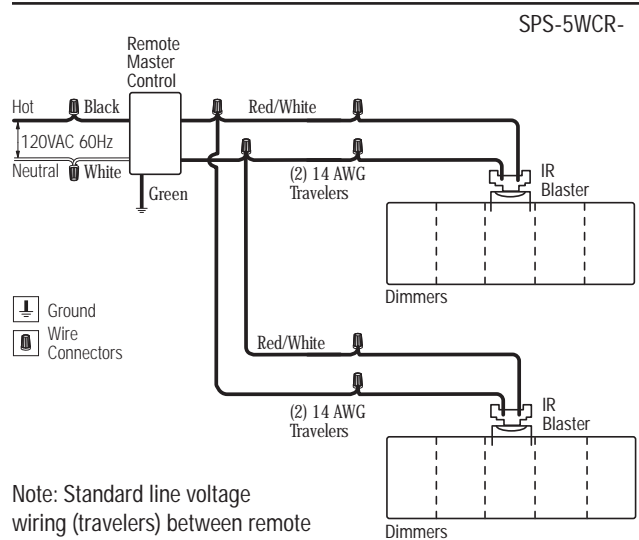 SPS-5WCR-
Remote
Master
Control
Hot
Black
Red/White
120VAC 60Hz
Neutral
White
Green
(2) 14 AWG
Travelers
IR
Blaster
Dimmers
Ground
Wire
Connectors
Red/White
(2) 14 AWG
Travelers
IR
Blaster
Dimmers
Note: Standard line voltage
wiring (travelers) between remote